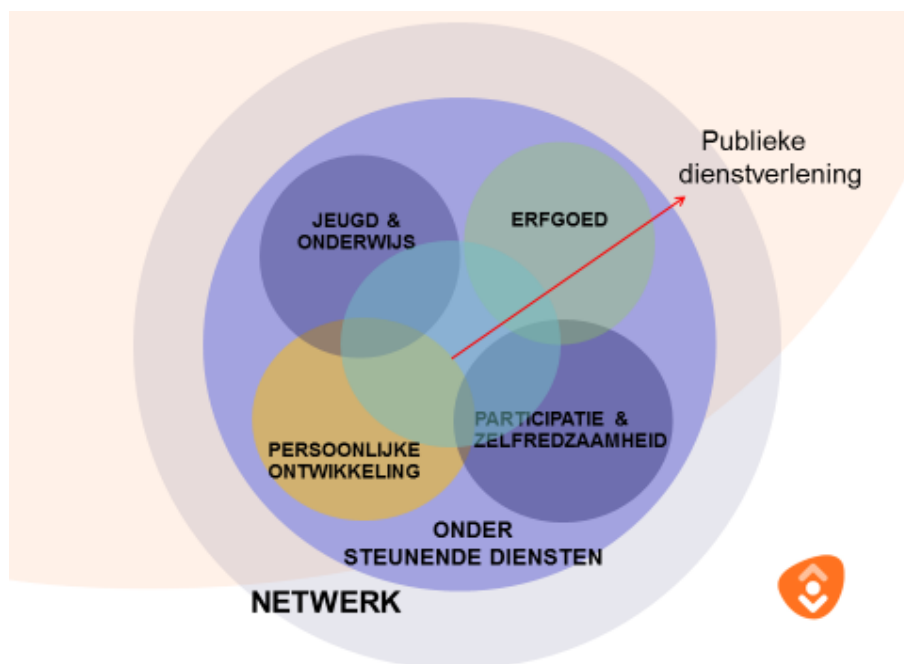 Publieke
dienstverlening
JEUGD &
ONDERWIJS
ERFGOED
PERSOONLIJKE
ONTWIKKELING
PARTICIPATIE &
ZELFREDZAAMHEID
ONDER
STEUNENDE DIENSTEN
NETWERK